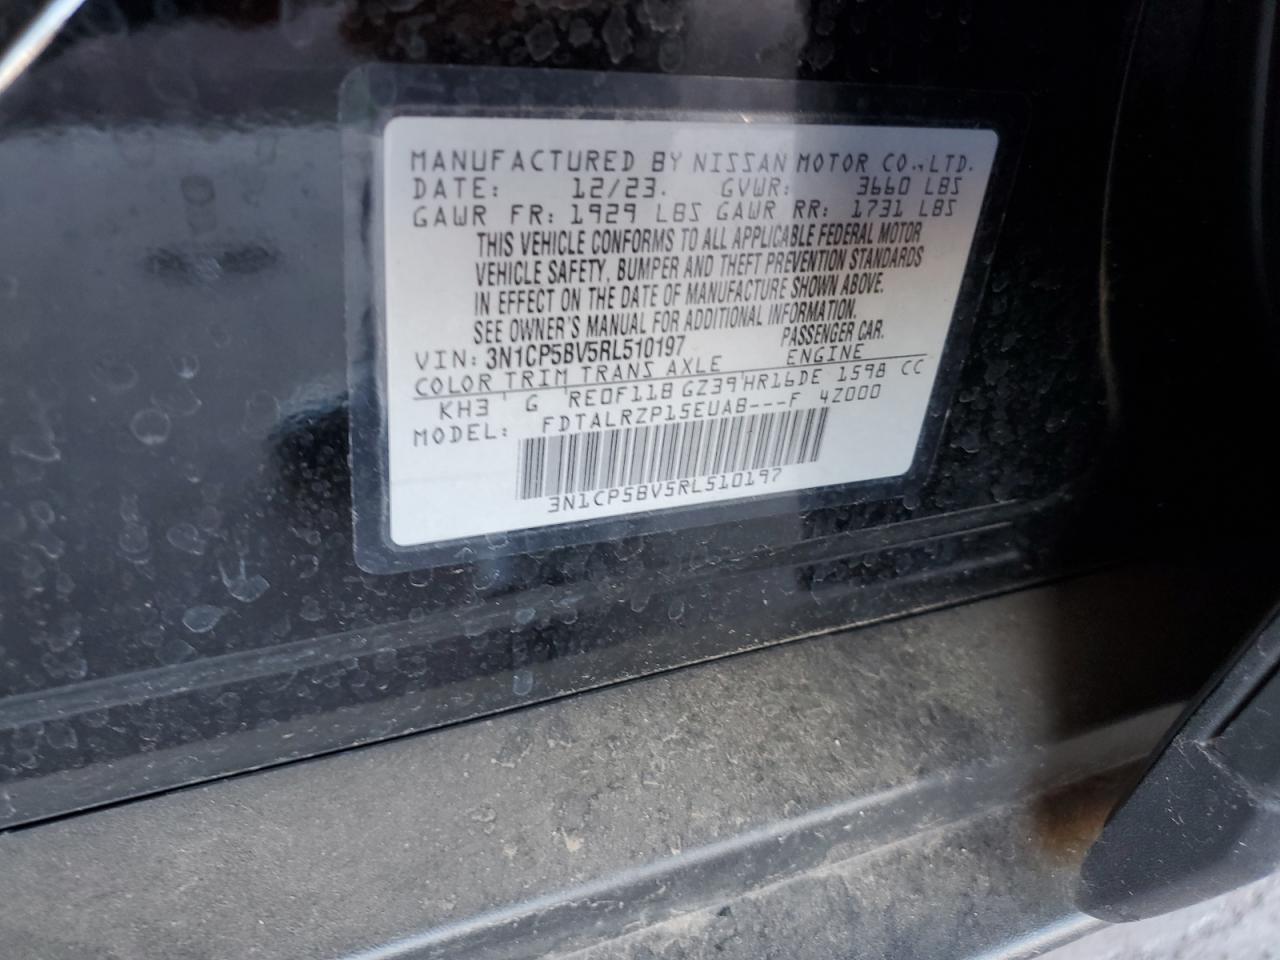 MANUFACTURED BY NISSAN MOTOR CO.,LTD.
DATE: 12/23. GVWR: 3660 LBS
GAWR FR: 1929 LBS GAWR RR: 1731 LBS
THIS VEHICLE CONFORMS TO ALL APPLICABLE FEDERAL MOTOR
VEHICLE SAFETY, BUMPER AND THEFT PREVENTION STANDARDS
IN EFFECT ON THE DATE OF MANUFACTURE SHOWN ABOVE.
SEE OWNER'S MANUAL FOR ADDITIONAL INFORMATION.
VIN: 3N1CP5BV5RL510197 PASSENGER CAR.
COLOR TRIM TRANS AXLE ENGINE
KH3 G RE0F11B GZ39 HR16DE 1598 CC
MODEL: FDTALRZP15EUAB---F 4Z000
3N1CP5BV5RL510197